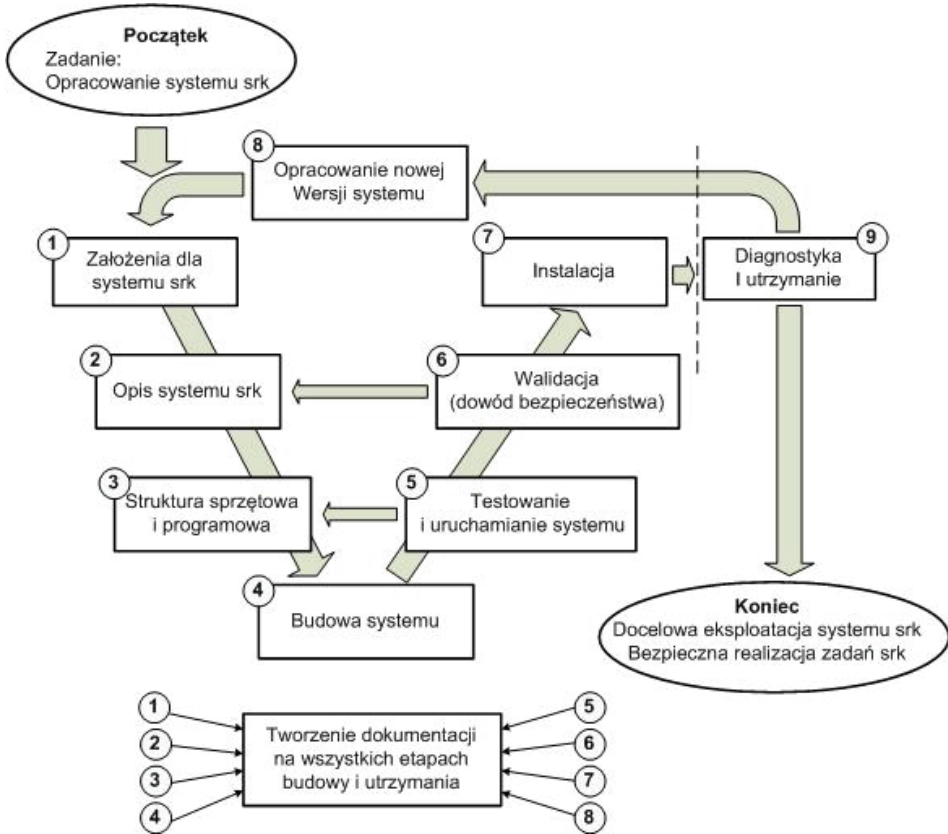 Początek
Zadanie:
Opracowanie systemu srk
8
Opracowanie nowej
Wersji systemu
1
Założenia dla
systemu srk
7
Instalacja
9
Diagnostyka
I utrzymanie
2
Opis systemu srk
6
Walidacja
(dowód bezpieczeństwa)
3
Struktura sprzętowa
i programowa
5
Testowanie
i uruchamianie systemu
4
Budowa systemu
Koniec
Docelowa eksploatacja systemu srk
Bezpieczna realizacja zadań srk
1
2
3
4
Tworzenie dokumentacji
na wszystkich etapach
budowy i utrzymania
5
6
7
8